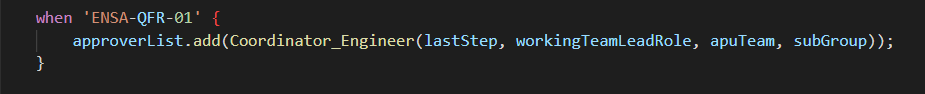 when 'ENSA-QFR-01' {
approverList.add(Coordinator_Engineer(lastStep, workingTeamLeadRole, apuTeam, subGroup));
}